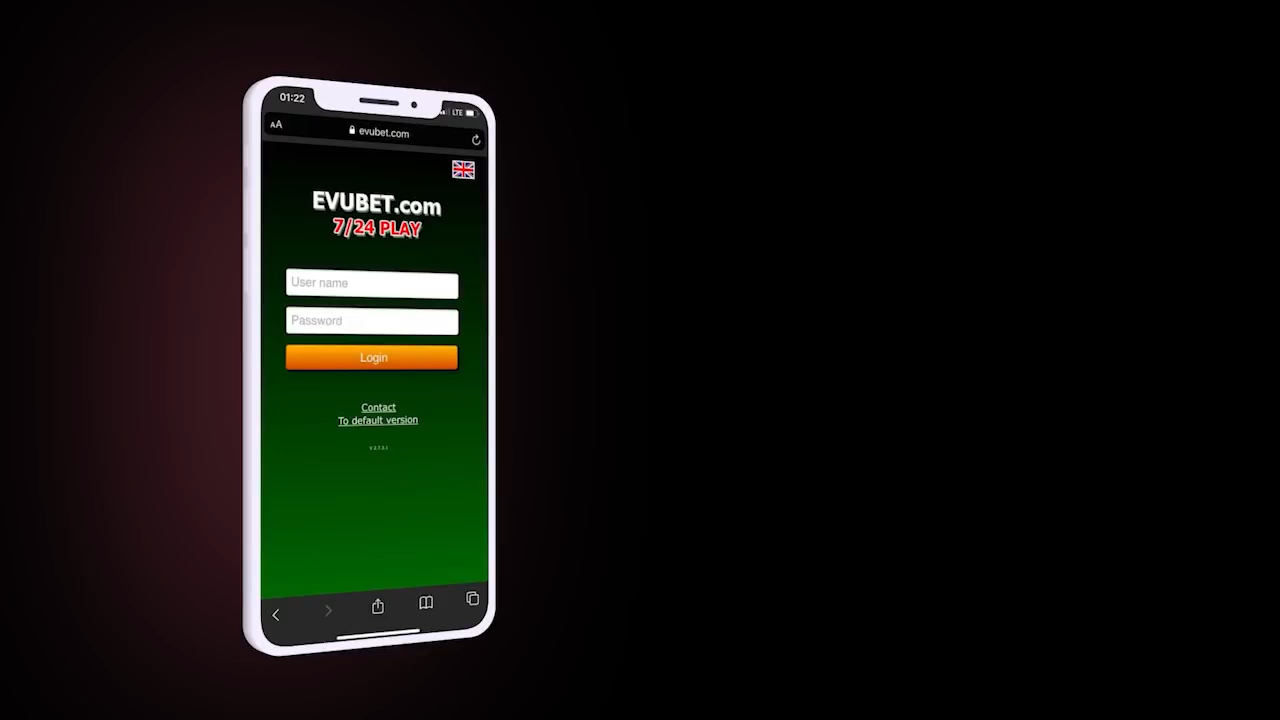 01:22
LTE
AA
evubet.com
EVUBET.com
7/24 PLAY
User name
Password
Login
Contact
To default version